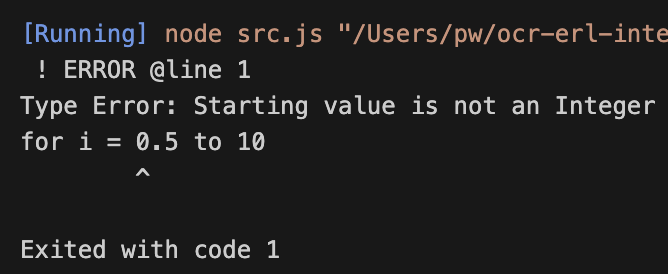 [Running] node src.js "/Users/pw/ocr-erl-inte
! ERROR @line 1
Type Error: Starting value is not an Integer
for i = 0.5 to 10
^
Exited with code 1